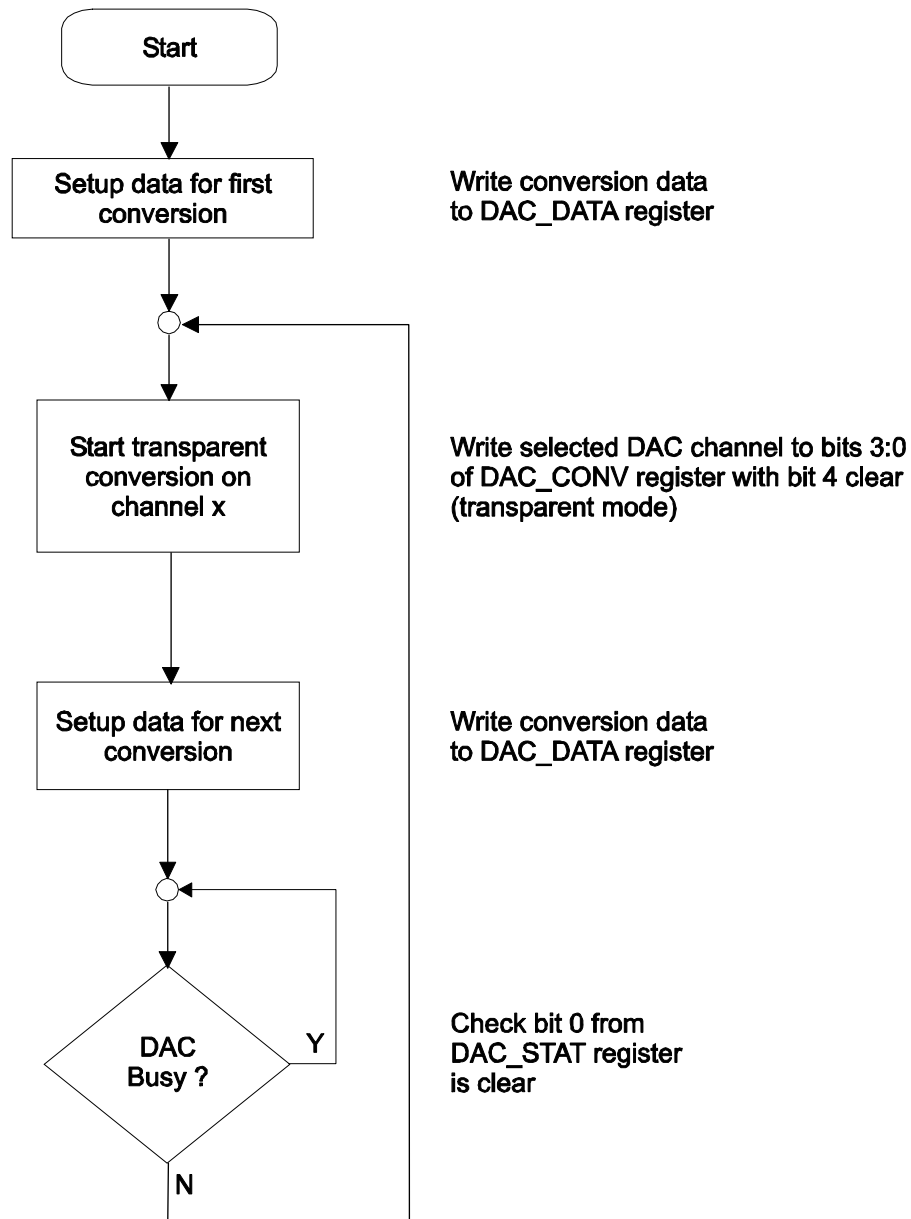 Start
Setup data for first
conversion
Write conversion data
to DAC_DATA register
Start transparent
conversion on
channel x
Write selected DAC channel to bits 3:0
of DAC_CONV register with bit 4 clear
(transparent mode)
Setup data for next
conversion
Write conversion data
to DAC_DATA register
DAC
Busy ?
Y
Check bit 0 from
DAC_STAT register
is clear
N